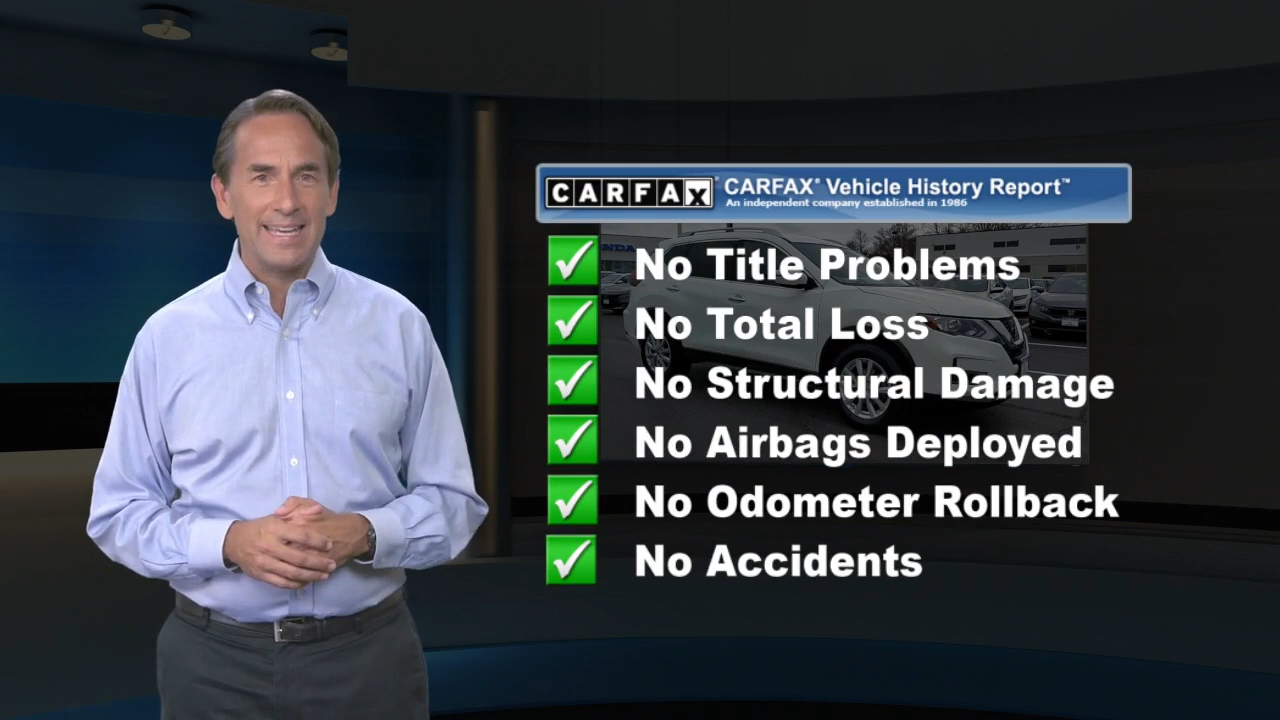 CARFAX CARFAX® Vehicle History Report™
An independent company established in 1986
No Title Problems
No Total Loss
No Structural Damage
No Airbags Deployed
No Odometer Rollback
No Accidents